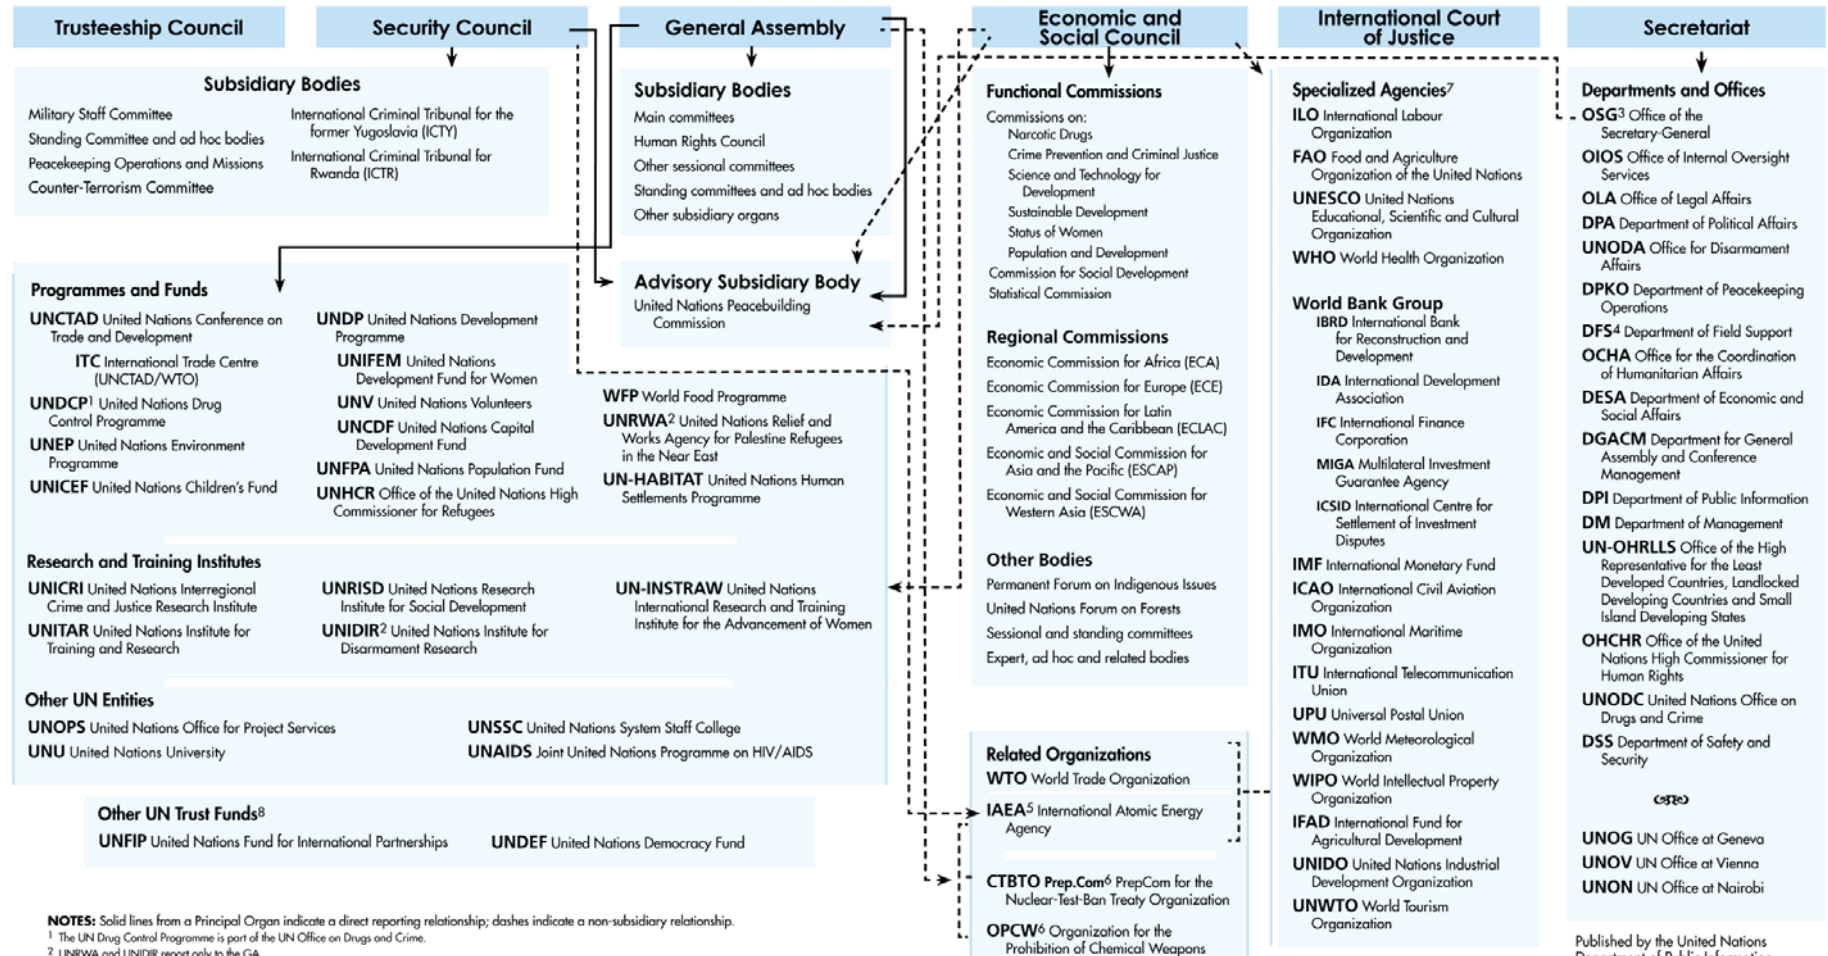 Trusteeship Council
Security Council
General Assembly
Economic and
Social Council
International Court
of Justice
Secretariat
Subsidiary Bodies
Military Staff Committee
Standing Committee and ad hoc bodies
Peacekeeping Operations and Missions
Counter-Terrorism Committee
International Criminal Tribunal for the
former Yugoslavia (ICTY)
International Criminal Tribunal for
Rwanda (ICTR)
Subsidiary Bodies
Main committees
Human Rights Council
Other sessional committees
Standing committees and ad hoc bodies
Other subsidiary organs
Advisory Subsidiary Body
United Nations Peacebuilding
Commission
Programmes and Funds
UNCTAD United Nations Conference on
Trade and Development
ITC International Trade Centre
(UNCTAD/WTO)
UNDCP1 United Nations Drug
Control Programme
UNEP United Nations Environment
Programme
UNICEF United Nations Children's Fund
UNDP United Nations Development
Programme
UNIFEM United Nations
Development Fund for Women
UNV United Nations Volunteers
UNCDF United Nations Capital
Development Fund
UNFPA United Nations Population Fund
UNHCR Office of the United Nations High
Commissioner for Refugees
WFP World Food Programme
UNRWA2 United Nations Relief and
Works Agency for Palestine Refugees
in the Near East
UN-HABITAT United Nations Human
Settlements Programme
Research and Training Institutes
UNICRI United Nations Interregional
Crime and Justice Research Institute
UNITAR United Nations Institute for
Training and Research
UNRISD United Nations Research
Institute for Social Development
UNIDIR2 United Nations Institute for
Disarmament Research
UN-INSTRAW United Nations
International Research and Training
Institute for the Advancement of Women
Other UN Entities
UNOPS United Nations Office for Project Services
UNU United Nations University
UNSSC United Nations System Staff College
UNAIDS Joint United Nations Programme on HIV/AIDS
Other UN Trust Funds8
UNFIP United Nations Fund for International Partnerships
UNDEF United Nations Democracy Fund
NOTES: Solid lines from a Principal Organ indicate a direct reporting relationship; dashes indicate a non-subsidiary relationship.
1 The UN Drug Control Programme is part of the UN Office on Drugs and Crime.
2 UNRWA and UNIDIR report only to the GA.
Functional Commissions
Commissions on:
Narcotic Drugs
Crime Prevention and Criminal Justice
Science and Technology for
Development
Sustainable Development
Status of Women
Population and Development
Commission for Social Development
Statistical Commission
Regional Commissions
Economic Commission for Africa (ECA)
Economic Commission for Europe (ECE)
Economic Commission for Latin
America and the Caribbean (ECLAC)
Economic and Social Commission for
Asia and the Pacific (ESCAP)
Economic and Social Commission for
Western Asia (ESCWA)
Other Bodies
Permanent Forum on Indigenous Issues
United Nations Forum on Forests
Sessional and standing committees
Expert, ad hoc and related bodies
Related Organizations
WTO World Trade Organization
IAEA5 International Atomic Energy
Agency
CTBTO Prep.Com6 PrepCom for the
Nuclear-Test-Ban Treaty Organization
OPCW6 Organization for the
Prohibition of Chemical Weapons
Specialized Agencies7
ILO International Labour
Organization
FAO Food and Agriculture
Organization of the United Nations
UNESCO United Nations
Educational, Scientific and Cultural
Organization
WHO World Health Organization
World Bank Group
IBRD International Bank
for Reconstruction and
Development
IDA International Development
Association
IFC International Finance
Corporation
MIGA Multilateral Investment
Guarantee Agency
ICSID International Centre for
Settlement of Investment
Disputes
IMF International Monetary Fund
ICAO International Civil Aviation
Organization
IMO International Maritime
Organization
ITU International Telecommunication
Union
UPU Universal Postal Union
WMO World Meteorological
Organization
WIPO World Intellectual Property
Organization
IFAD International Fund for
Agricultural Development
UNIDO United Nations Industrial
Development Organization
UNWTO World Tourism
Organization
Departments and Offices
OSG3 Office of the
Secretary-General
OIOS Office of Internal Oversight
Services
OLA Office of Legal Affairs
DPA Department of Political Affairs
UNODA Office for Disarmament
Affairs
DPKO Department of Peacekeeping
Operations
DFS4 Department of Field Support
OCHA Office for the Coordination
of Humanitarian Affairs
DESA Department of Economic and
Social Affairs
DGACM Department for General
Assembly and Conference
Management
DPI Department of Public Information
DM Department of Management
UN-OHRLLS Office of the High
Representative for the Least
Developed Countries, Landlocked
Developing Countries and Small
Island Developing States
OHCHR Office of the United
Nations High Commissioner for
Human Rights
UNODC United Nations Office on
Drugs and Crime
DSS Department of Safety and
Security
UNOG UN Office at Geneva
UNOV UN Office at Vienna
UNON UN Office at Nairobi
Published by the United Nations
Department of Public Information